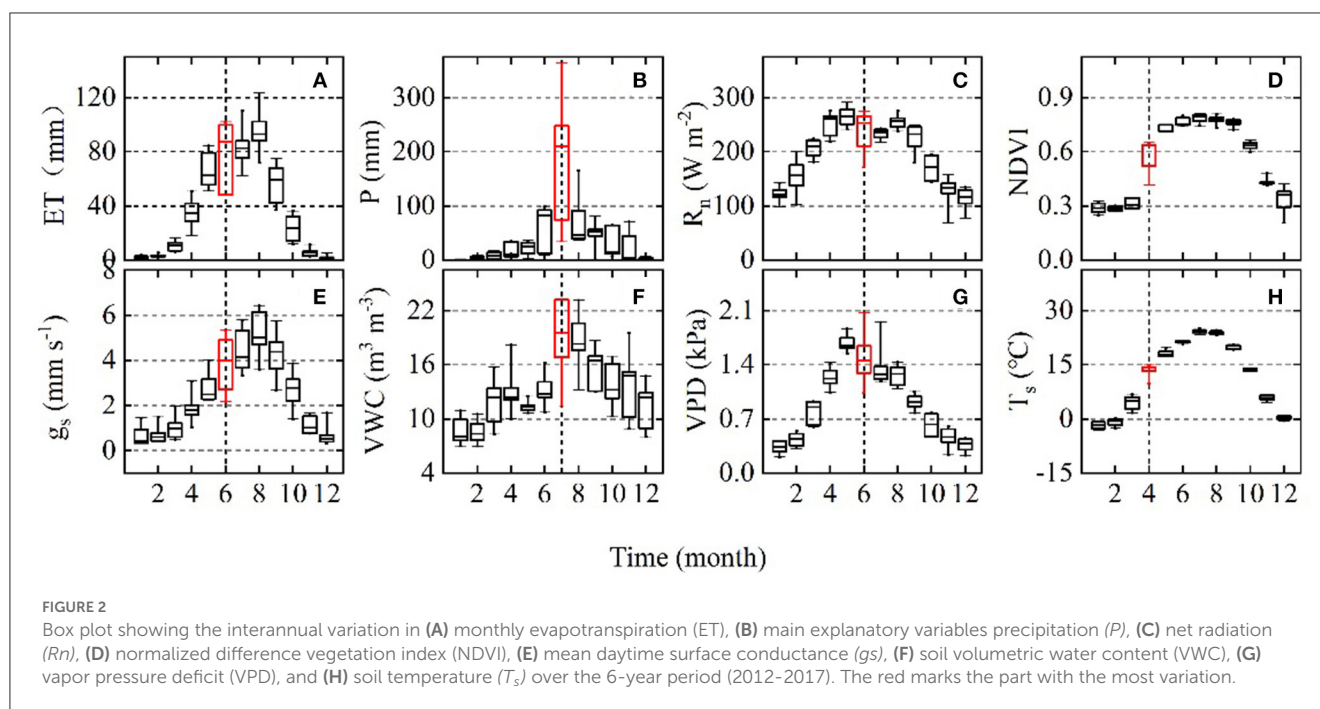 A B C D
120 300 300 0.9
80 200 200 0.6
40 100 100 0.3
0 0 0 0.0
ET (mm) P (mm) Rn (W m-2) NDVI
E F G H
8 22 2.1 30
6 16 1.4 15
4 10 0.7 0
2 4 0.0 -15
0
gs (mm s-1) VWC (m3 m-3) VPD (kPa) Ts (°C)
2 4 6 8 10 12 2 4 6 8 10 12 2 4 6 8 10 12 2 4 6 8 10 12
Time (month)
FIGURE 2
Box plot showing the interannual variation in (A) monthly evapotranspiration (ET), (B) main explanatory variables precipitation (P), (C) net radiation
(Rn), (D) normalized difference vegetation index (NDVI), (E) mean daytime surface conductance (gs), (F) soil volumetric water content (VWC), (G)
vapor pressure deficit (VPD), and (H) soil temperature (Ts) over the 6-year period (2012-2017). The red marks the part with the most variation.